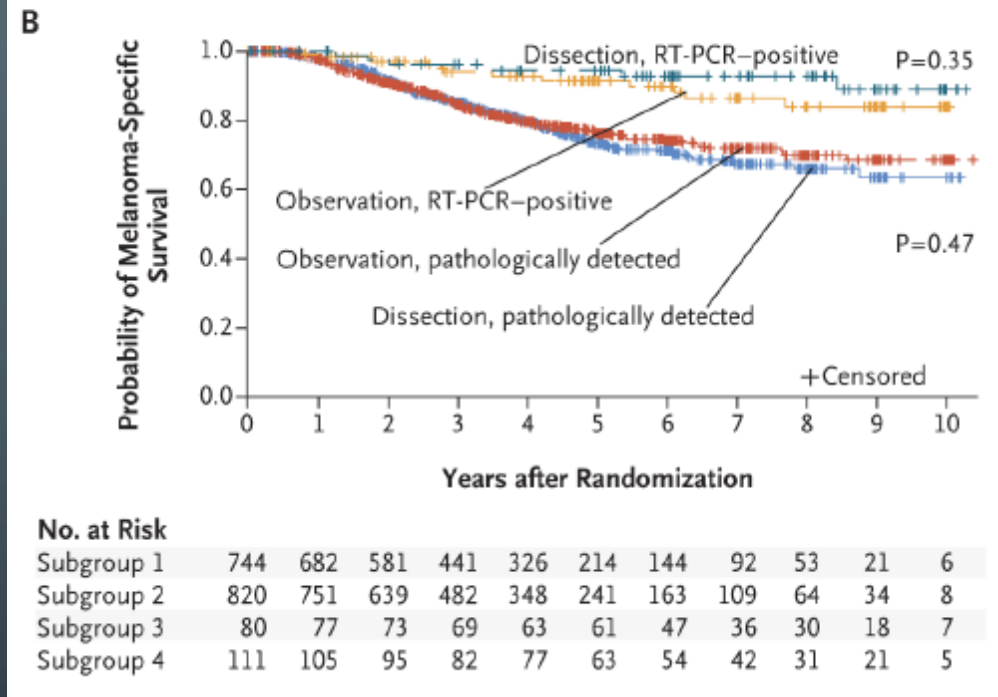 B
Probability of Melanoma-Specific
Survival
1.0
0.8
0.6
0.4
0.2
0.0
Dissection, RT-PCR–positive
P=0.35
Observation, RT-PCR–positive
Observation, pathologically detected
P=0.47
Dissection, pathologically detected
+Censored
0 1 2 3 4 5 6 7 8 9 10
Years after Randomization
No. at Risk
Subgroup 1 744 682 581 441 326 214 144 92 53 21 6
Subgroup 2 820 751 639 482 348 241 163 109 64 34 8
Subgroup 3 80 77 73 69 63 61 47 36 30 18 7
Subgroup 4 111 105 95 82 77 63 54 42 31 21 5